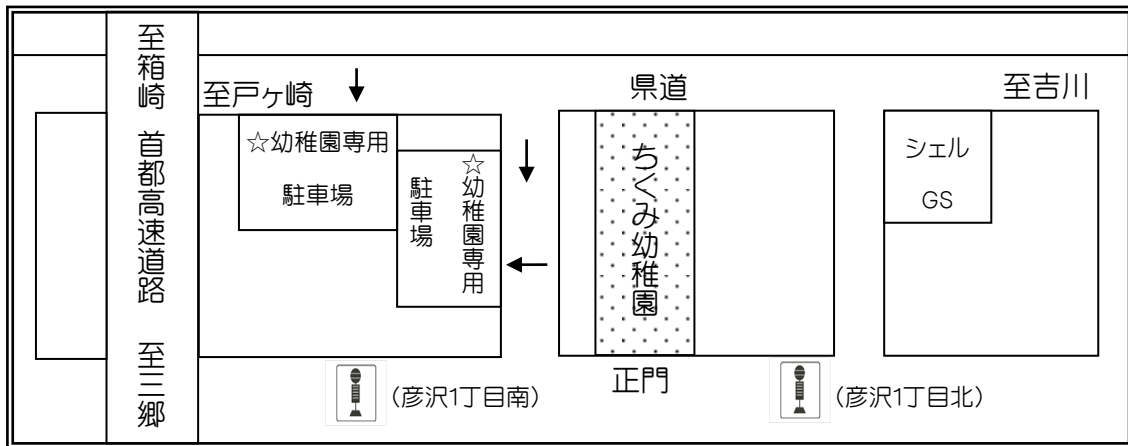 至箱崎 首都高速道路 至三郷
至戸ヶ崎
☆幼稚園専用
駐車場
☆幼稚園専用
駐車場
県道
ちくみ幼稚園
正門
至吉川
シェル
GS
(彦沢1丁目南)
(彦沢1丁目北)